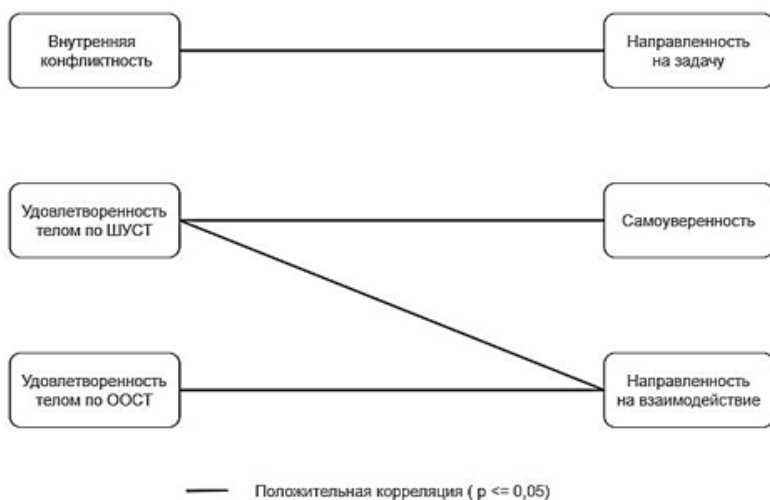 Внутренняя
конфликтность
Направленность
на задачу
Удовлетворенность
телом по ШУСТ
Самоуверенность
Удовлетворенность
телом по ООСТ
Направленность
на взаимодействие
Положительная корреляция ( p <= 0,05)